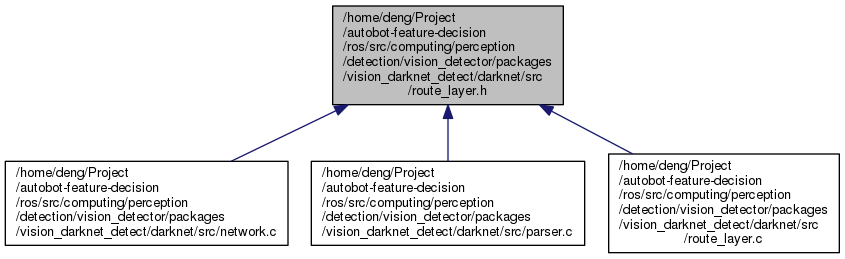 /home/deng/Project
/autobot-feature-decision
/ros/src/computing/perception
/detection/vision_detector/packages
/vision_darknet_detect/darknet/src
/route_layer.h
/home/deng/Project
/autobot-feature-decision
/ros/src/computing/perception
/detection/vision_detector/packages
/vision_darknet_detect/darknet/src/network.c
/home/deng/Project
/autobot-feature-decision
/ros/src/computing/perception
/detection/vision_detector/packages
/vision_darknet_detect/darknet/src/parser.c
/home/deng/Project
/autobot-feature-decision
/ros/src/computing/perception
/detection/vision_detector/packages
/vision_darknet_detect/darknet/src
/route_layer.c